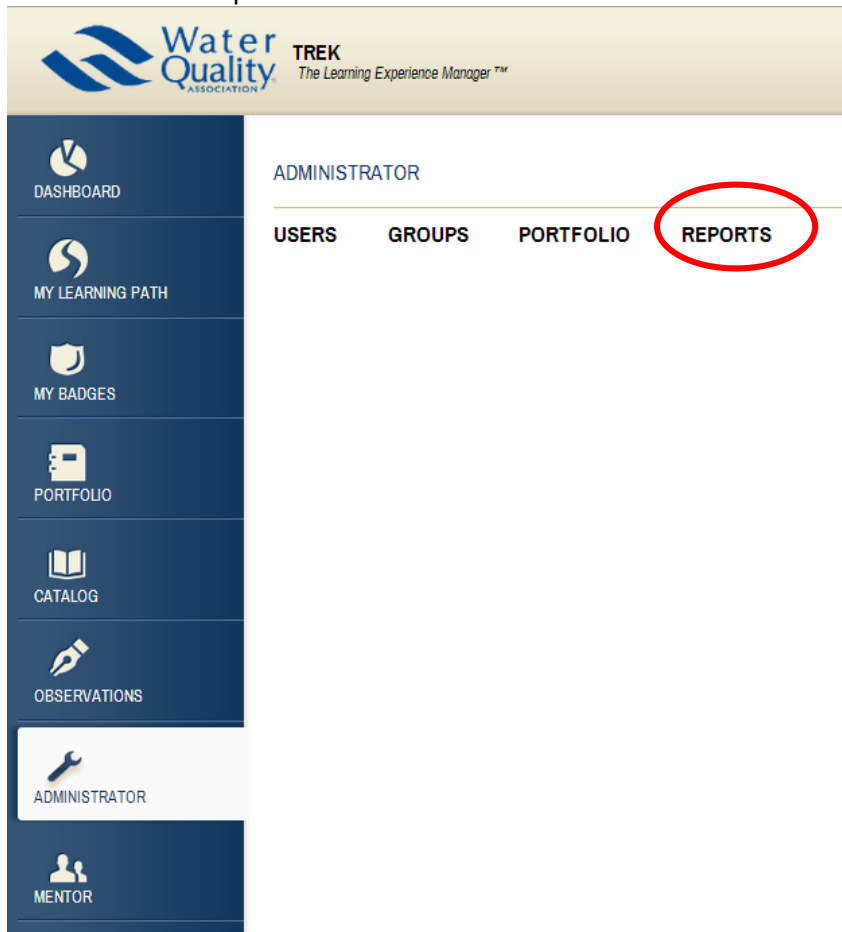 Water
Quality
ASSOCIATION
TREK
The Learning Experience Manager™
DASHBOARD
MY LEARNING PATH
MY BADGES
PORTFOLIO
CATALOG
OBSERVATIONS
ADMINISTRATOR
MENTOR
ADMINISTRATOR
USERS GROUPS PORTFOLIO REPORTS